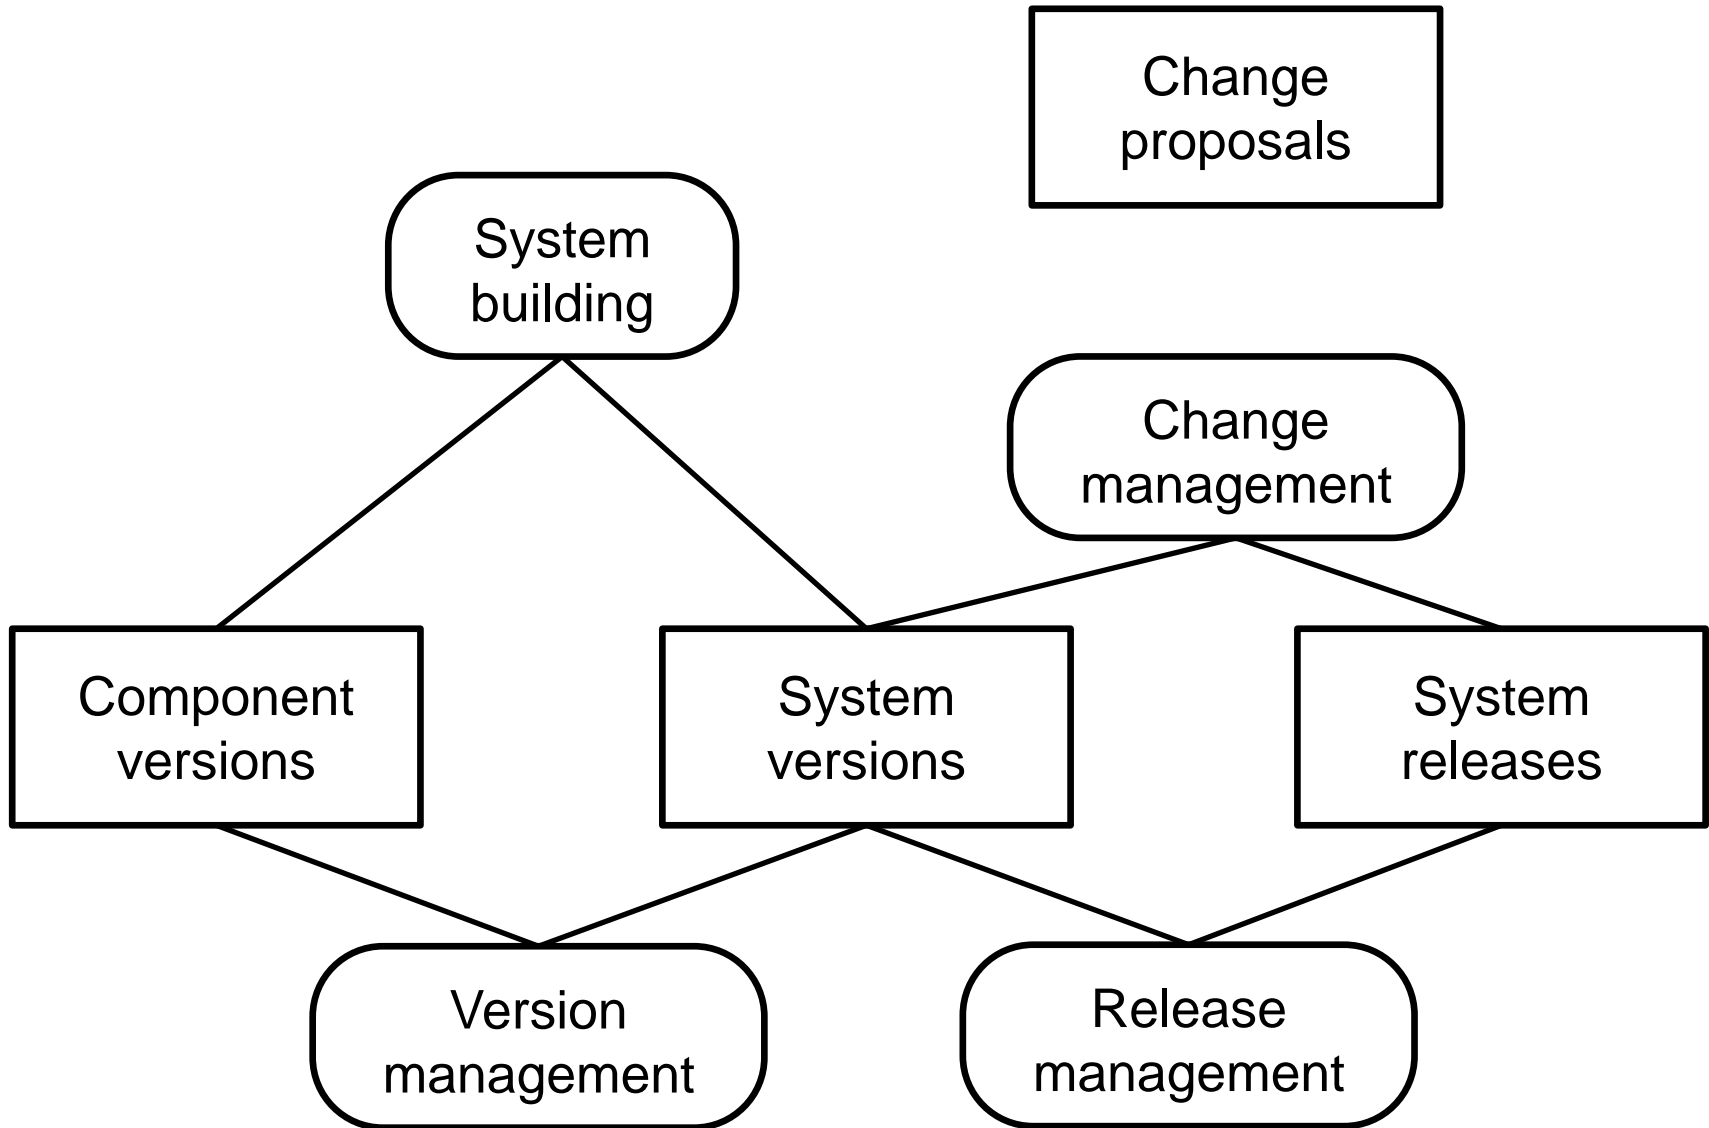 Change
proposals
System
building
Change
management
Component
versions
System
versions
System
releases
Version
management
Release
management